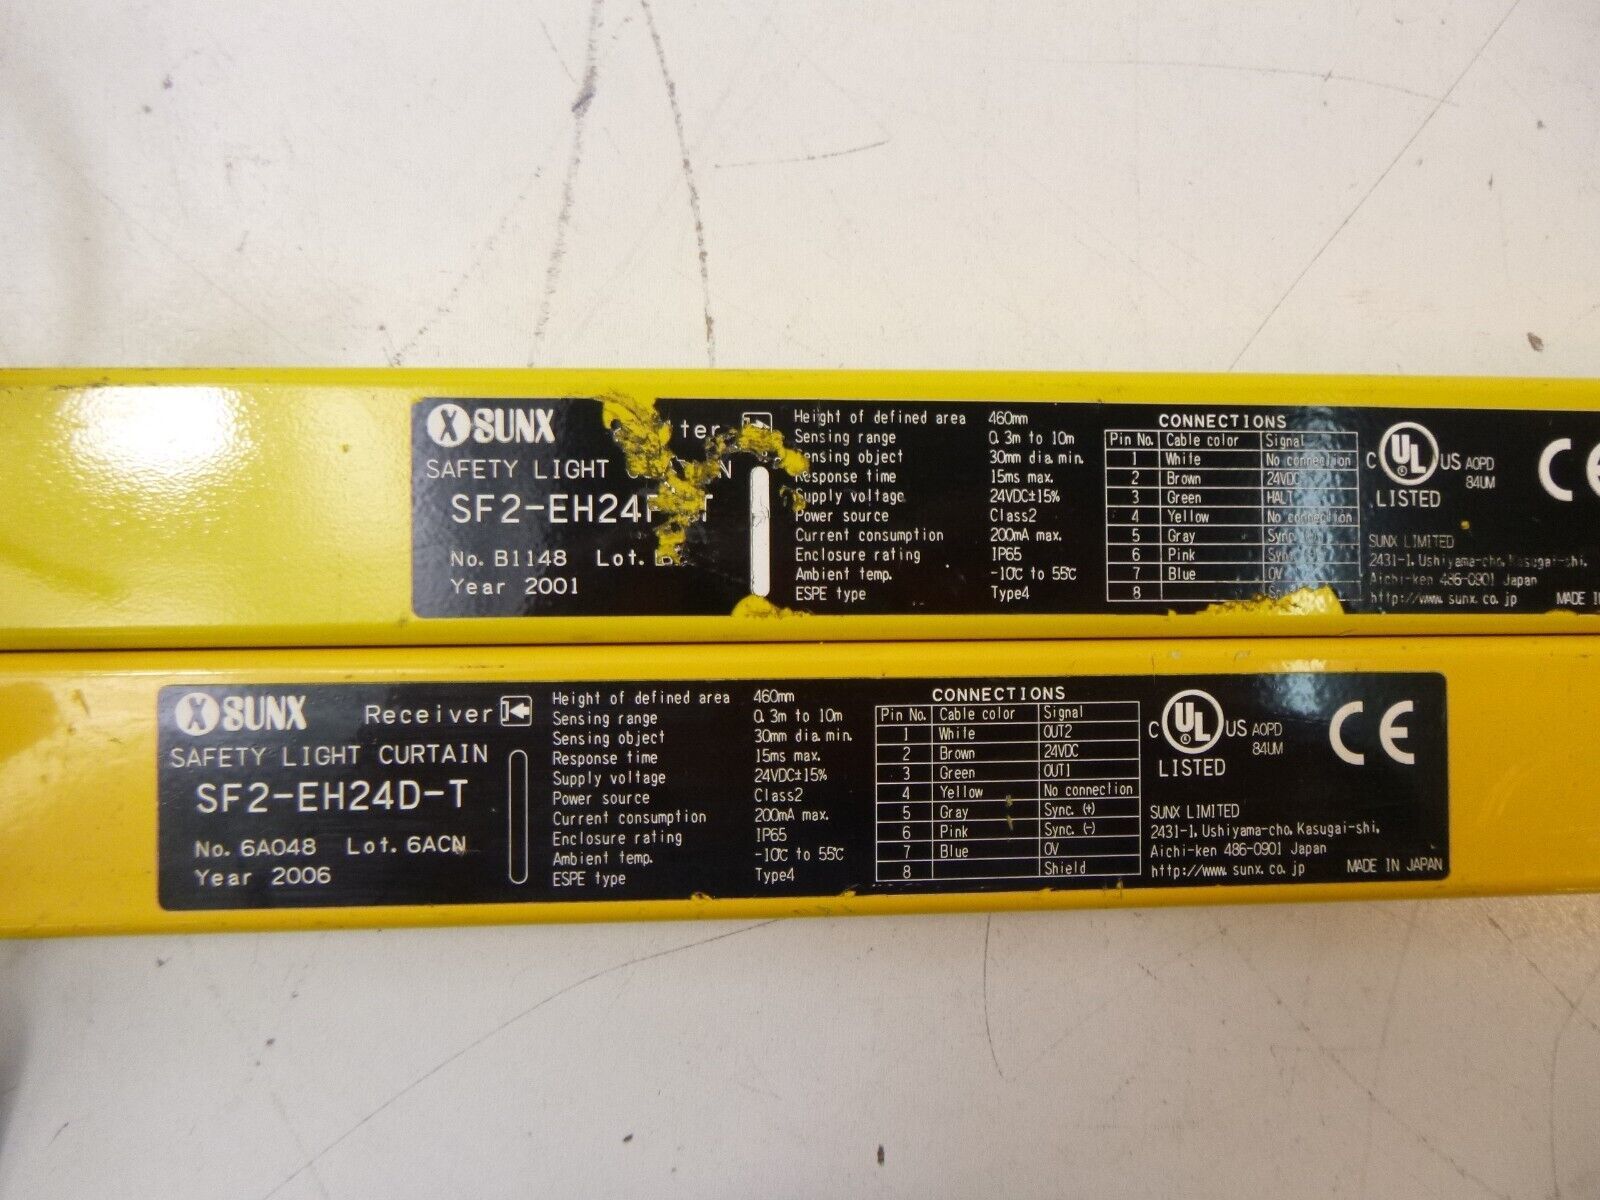 SUNX
SAFETY LIGHT
No. B1148 Lot.
Year 2001
Height of defined area 460mm
Sensing range 0.3m to 10m
Sensing object 30mm dia. min.
Response time 15ms max.
Supply voltage 24VDC±15%
Power source Class2
Current consumption 200mA max.
Enclosure rating IP65
Ambient temp. -10℃ to 55℃
ESPE type Type4
CONNECTIONS
Pin No. Cable color Signal
1 White No connection
2 Brown 24VDC
3 Green HALT
4 Yellow No connection
5 Gray
6 Pink
7 Blue 0V
8
C UL US AOPD
84UM
LISTED
CE
SUNX LIMITED
2431-1, Ushiyama-cho, Kasugai-shi,
Aichi-ken 486-0901 Japan
http://www.sunx.co.jp MADE
SUNX Receiver
SAFETY LIGHT CURTAIN
SF2-EH24D-T
No. 6A048 Lot. 6ACN
Year 2006
Height of defined area 460mm
Sensing range 0.3m to 10m
Sensing object 30mm dia. min.
Response time 15ms max.
Supply voltage 24VDC±15%
Power source Class2
Current consumption 200mA max.
Enclosure rating IP65
Ambient temp. -10℃ to 55℃
ESPE type Type4
CONNECTIONS
Pin No. Cable color Signal
1 White OUT2
2 Brown 24VDC
3 Green OUT1
4 Yellow No connection
5 Gray Sync. (+)
6 Pink Sync. (-)
7 Blue 0V
8 Shield
C UL US AOPD
84UM
LISTED
CE
SUNX LIMITED
2431-1, Ushiyama-cho, Kasugai-shi,
Aichi-ken 486-0901 Japan
http://www.sunx.co.jp MADE IN JAPAN